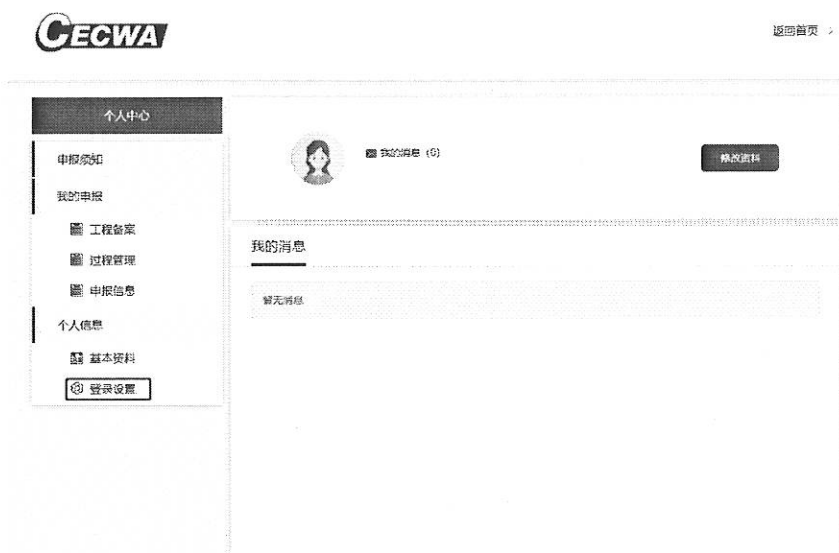 CECWA
返回首页 >
个人中心
申报须知
我的申报
工程备案
过程管理
申报信息
个人信息
基本资料
登录设置
我的消息 (0)
修改资料
我的消息
暂无消息